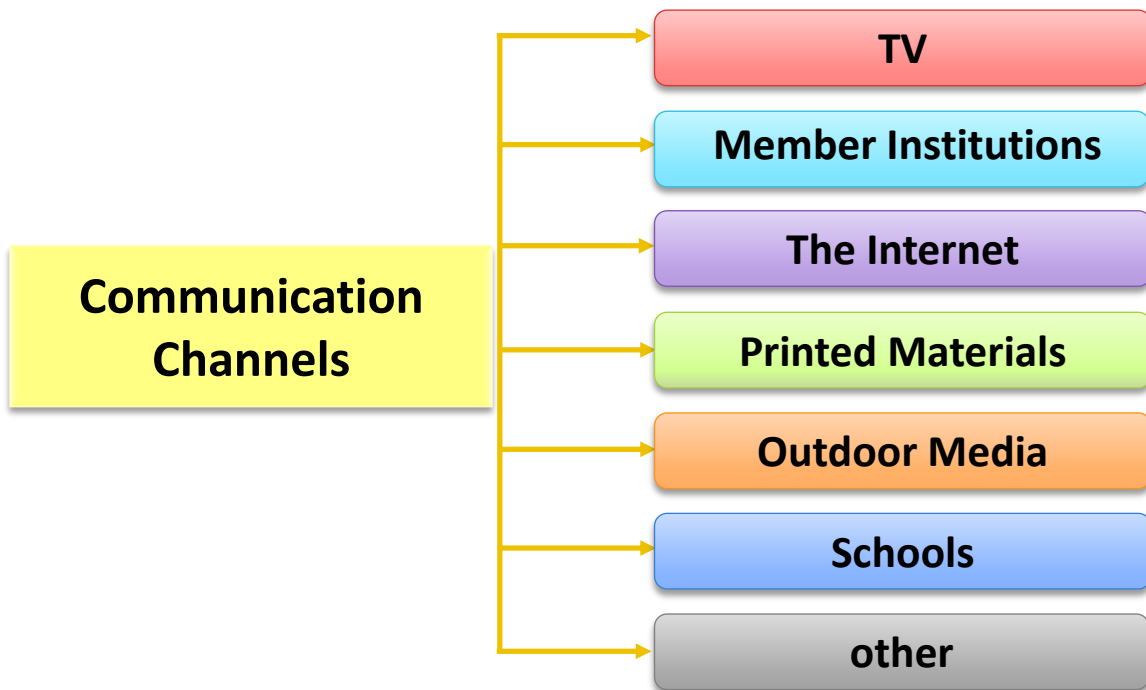 Communication
Channels
TV
Member Institutions
The Internet
Printed Materials
Outdoor Media
Schools
other